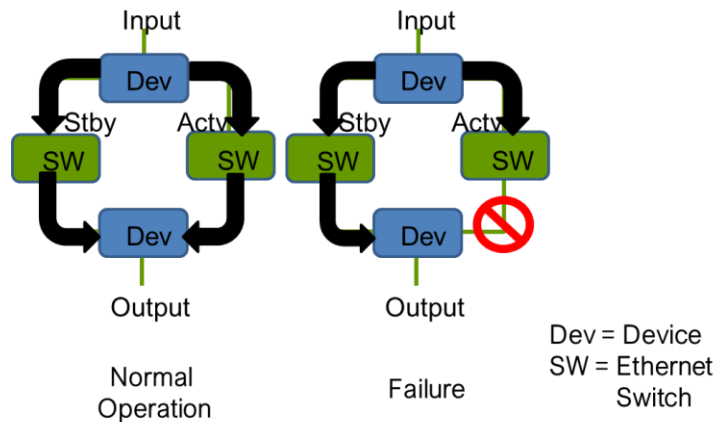 Input
Input
Dev
Dev
Stby
Actv
Stby
Actv
SW
SW
SW
SW
Dev
Dev
Output
Output
Dev = Device
SW = Ethernet
Switch
Normal
Operation
Failure